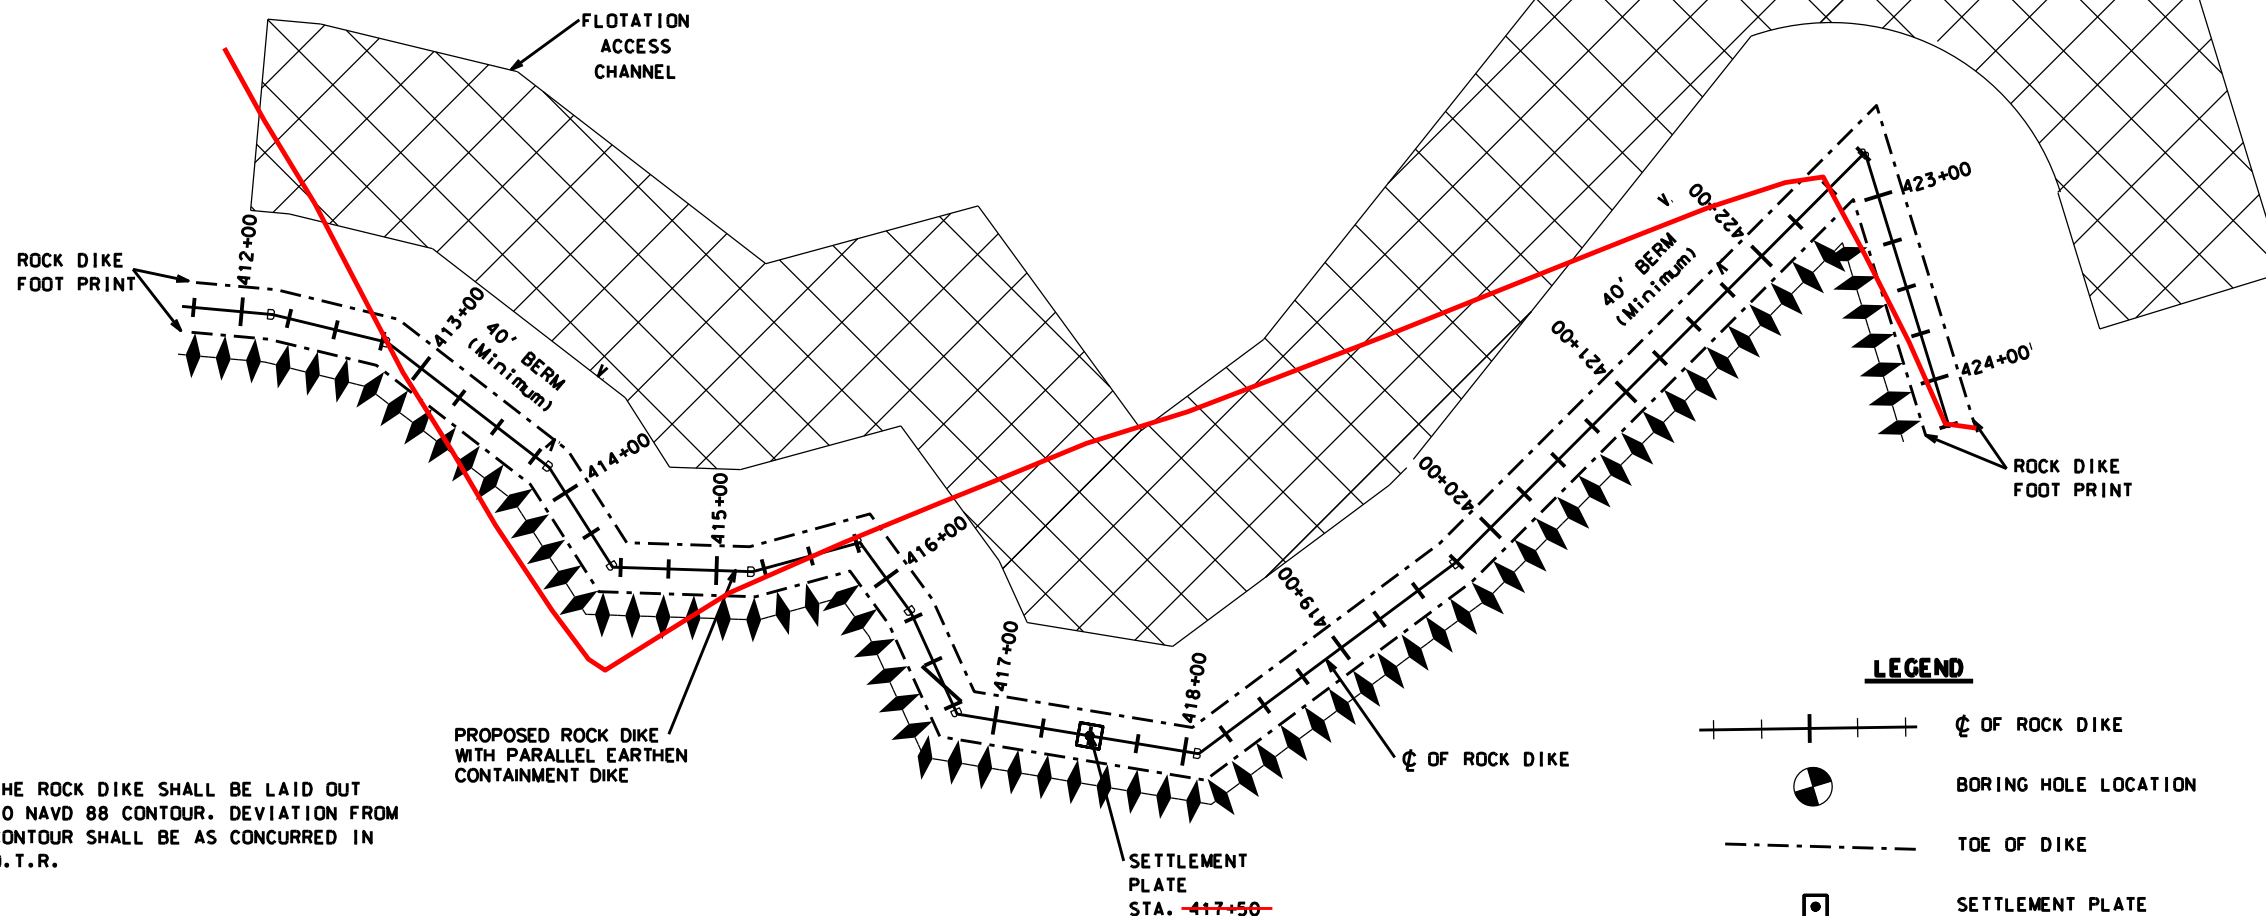 FLOTATION
ACCESS
CHANNEL
ROCK DIKE
FOOT PRINT
412+00
413+00
40' BERM
(Minimum)
414+00
415+00
416+00
417+00
418+00
419+00
420+00
421+00
422+00
40' BERM
(Minimum)
423+00
424+00
ROCK DIKE
FOOT PRINT
PROPOSED ROCK DIKE
WITH PARALLEL EARTHEN
CONTAINMENT DIKE
℄ OF ROCK DIKE
SETTLEMENT
PLATE
STA. 417+50
HE ROCK DIKE SHALL BE LAID OUT
O NAVD 88 CONTOUR. DEVIATION FROM
ONTOUR SHALL BE AS CONCURRED IN
.T.R.
LEGEND
℄ OF ROCK DIKE
BORING HOLE LOCATION
TOE OF DIKE
SETTLEMENT PLATE